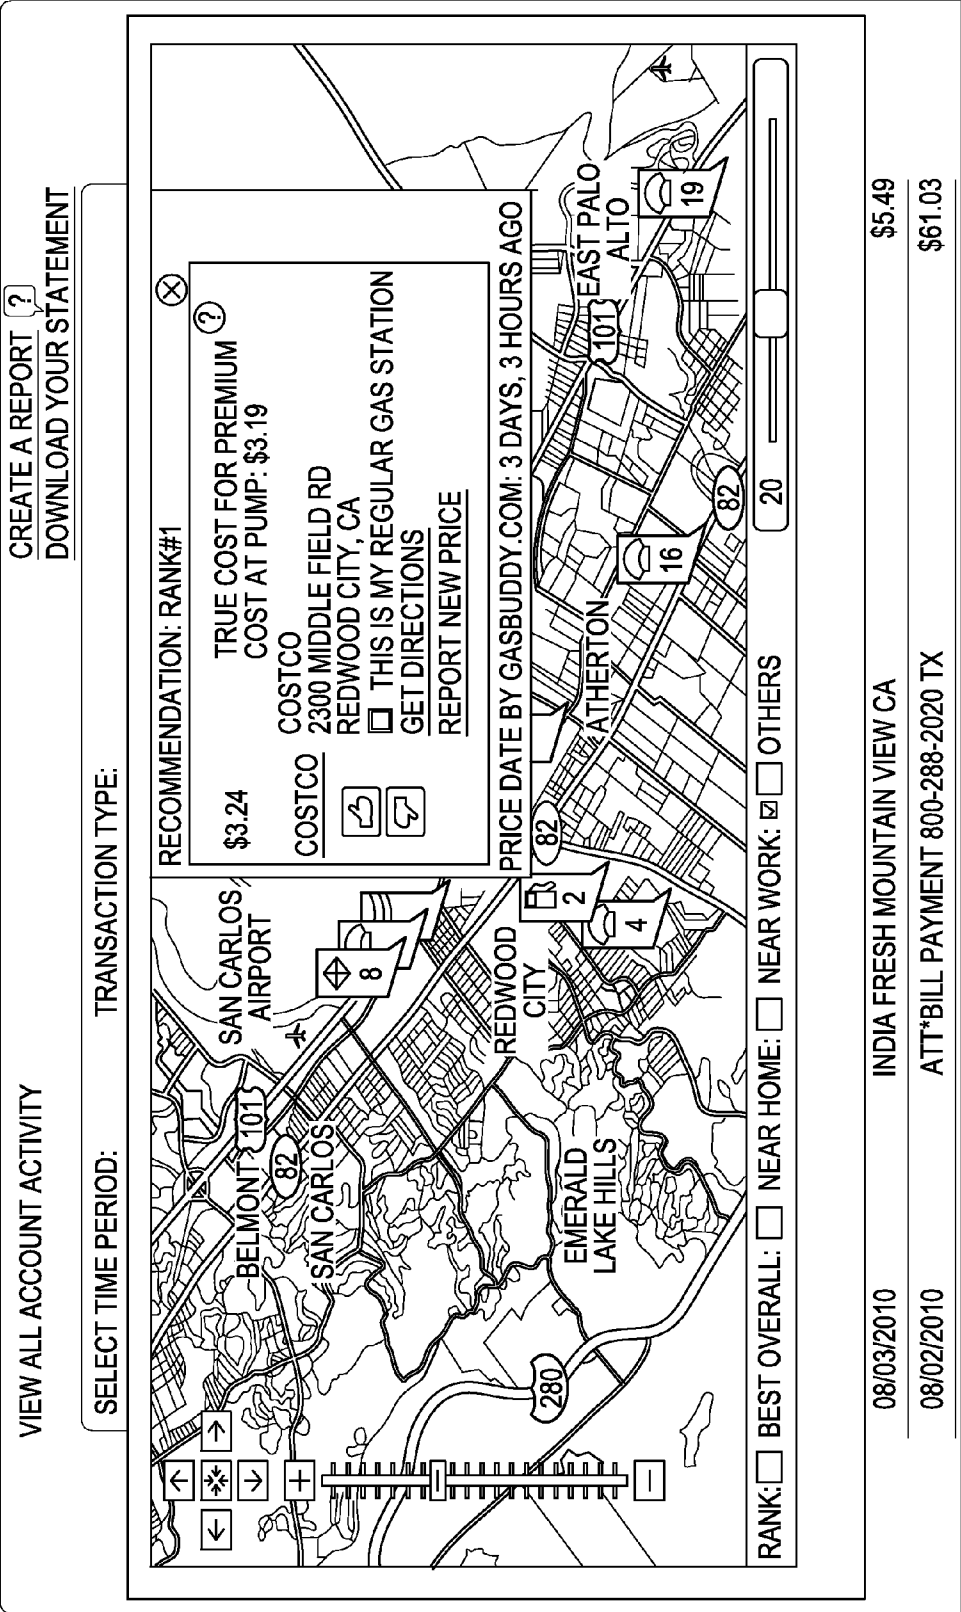 VIEW ALL ACCOUNT ACTIVITY
CREATE A REPORT ?
DOWNLOAD YOUR STATEMENT
SELECT TIME PERIOD:
TRANSACTION TYPE:
RECOMMENDATION: RANK#1
$3.24
TRUE COST FOR PREMIUM ?
COST AT PUMP: $3.19
COSTCO
COSTCO
2300 MIDDLE FIELD RD
REDWOOD CITY, CA
THIS IS MY REGULAR GAS STATION
GET DIRECTIONS
REPORT NEW PRICE
PRICE DATE BY GASBUDDY.COM: 3 DAYS, 3 HOURS AGO
BELMONT
101
82
SAN CARLOS
SAN CARLOS
AIRPORT
8
REDWOOD
CITY
2
4
82
EMERALD
LAKE HILLS
280
ATHERTON
16
82
101
EAST PALO
ALTO
19
RANK: BEST OVERALL: NEAR HOME: NEAR WORK: OTHERS
20
08/03/2010 INDIA FRESH MOUNTAIN VIEW CA $5.49
08/02/2010 ATT*BILL PAYMENT 800-288-2020 TX $61.03